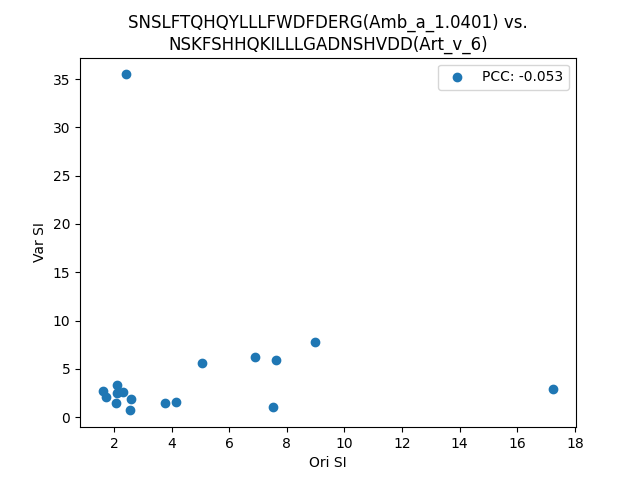 SNSLFTQHQYLLLFWDFDERG(Amb_a_1.0401) vs.
NSKFSHHQKILLLGADNSHVDD(Art_v_6)
PCC: -0.053
35
30
25
20
15
10
5
0
Var SI
2 4 6 8 10 12 14 16 18
Ori SI